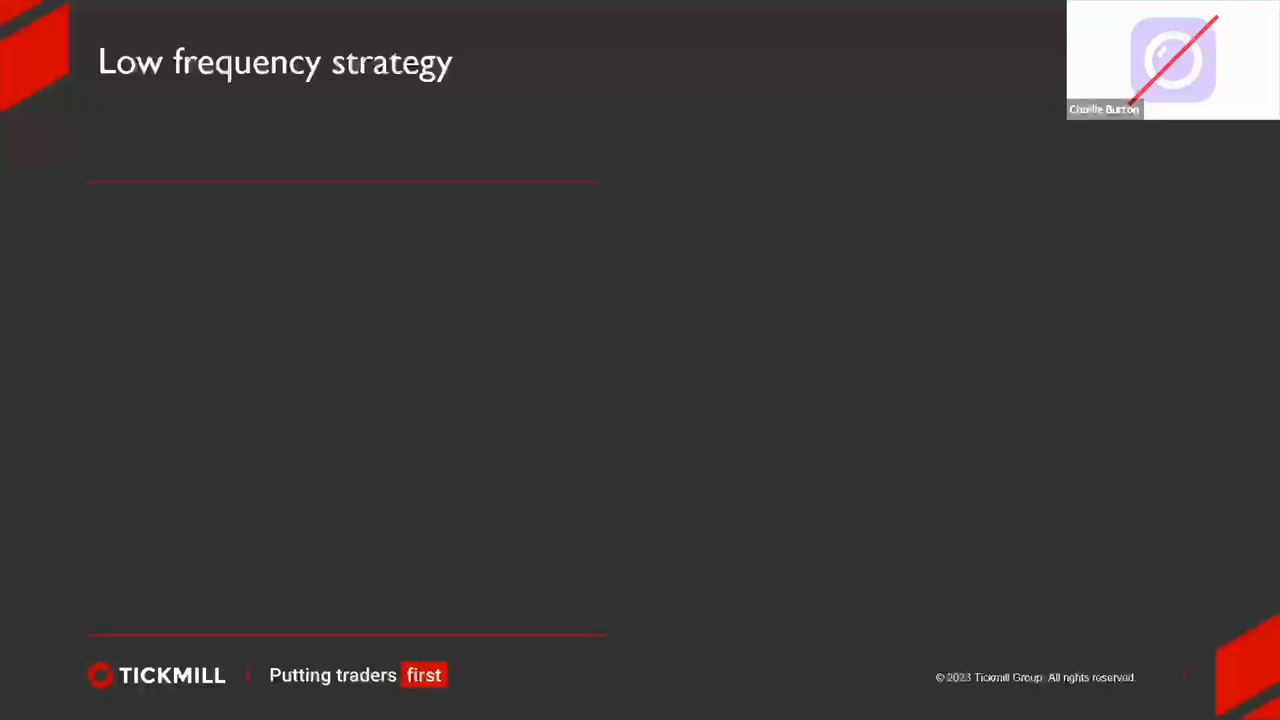 Low frequency strategy
Charlie Burton
TICKMILL | Putting traders first
© 2023 Tickmill Group. All rights reserved.